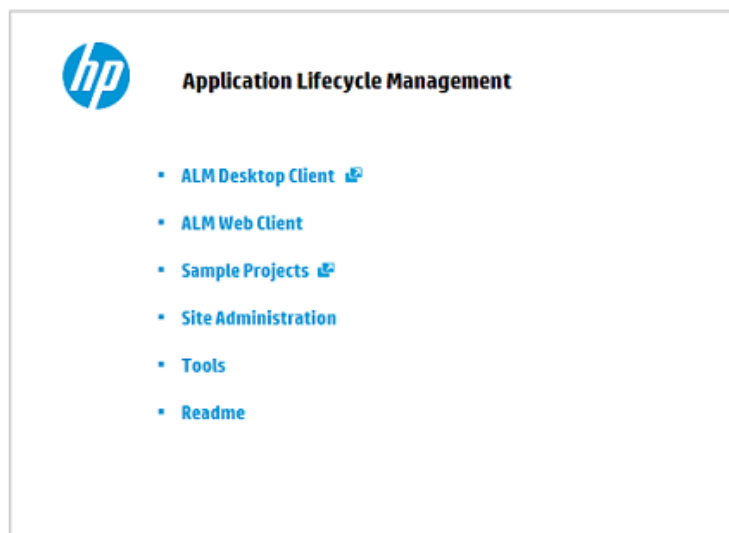 hp
Application Lifecycle Management
ALM Desktop Client
ALM Web Client
Sample Projects
Site Administration
Tools
Readme